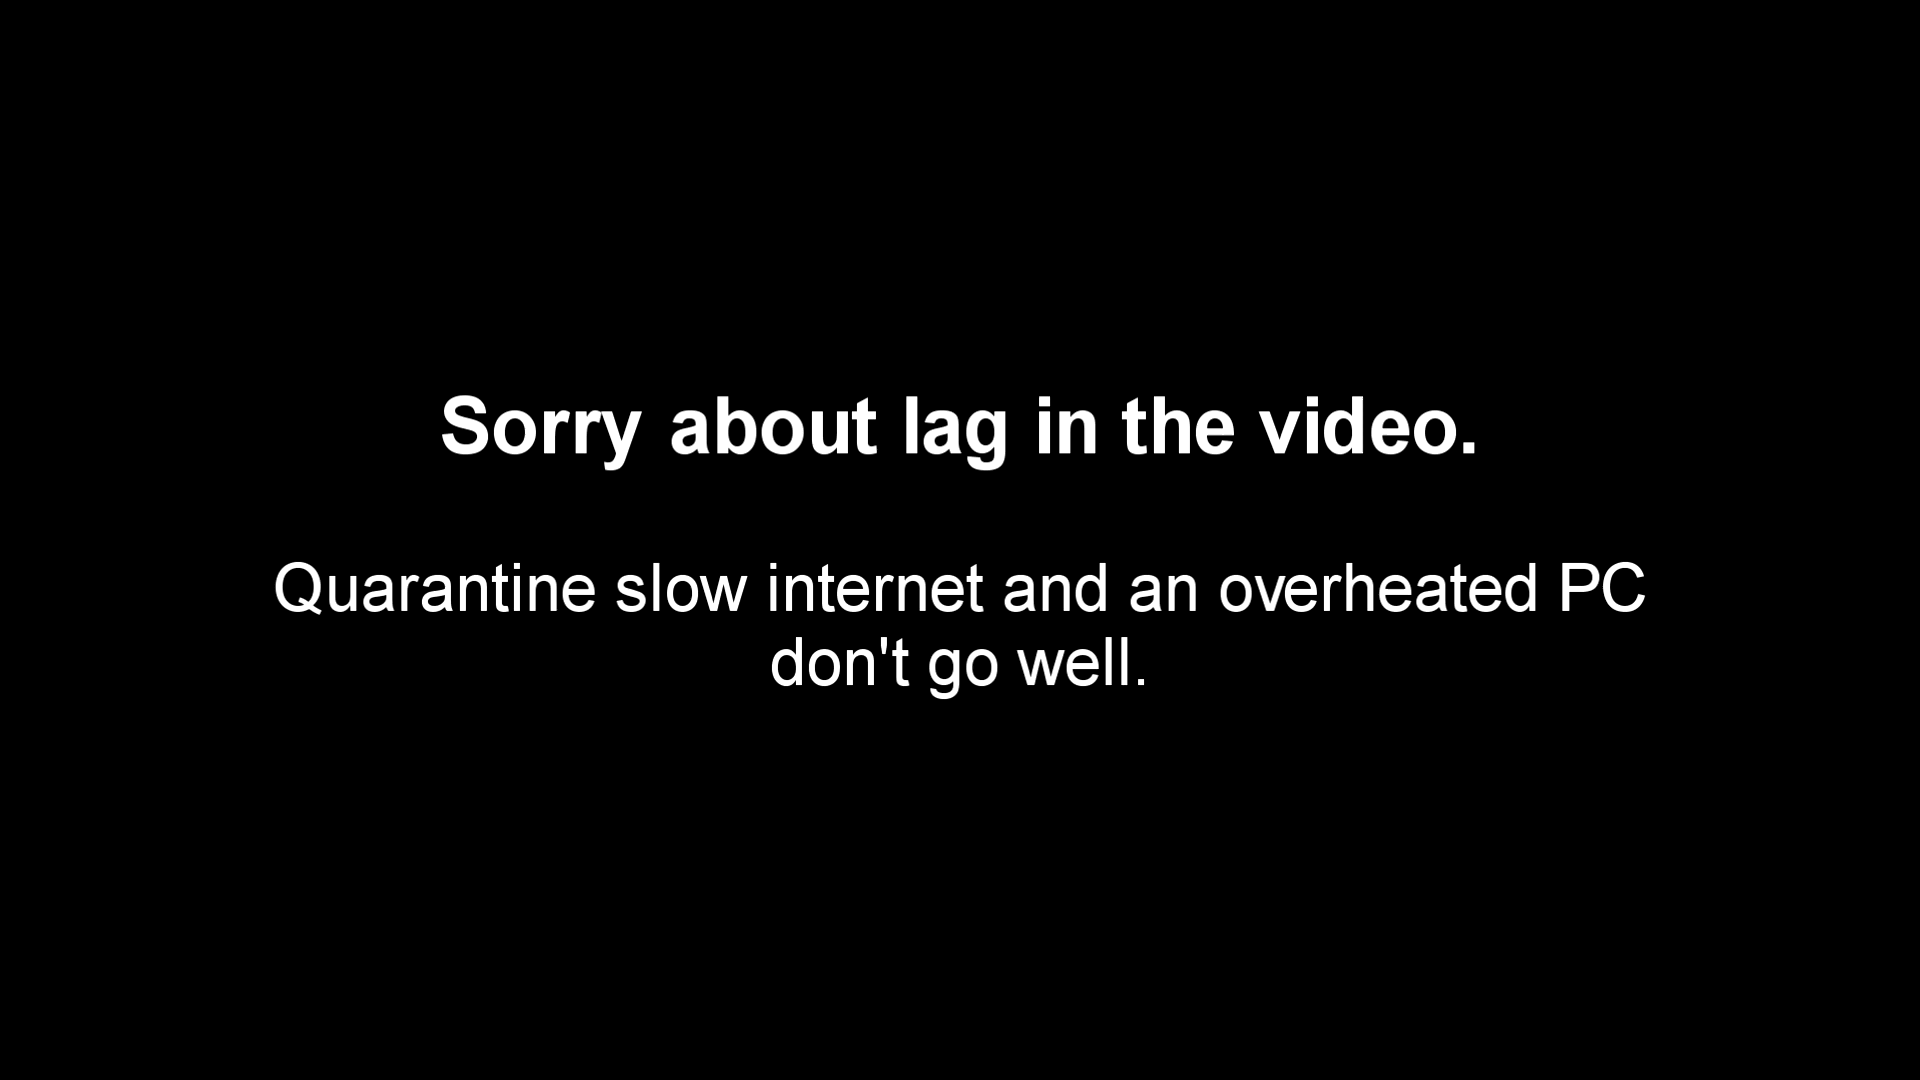 Sorry about lag in the video.
Quarantine slow internet and an overheated PC
don't go well.